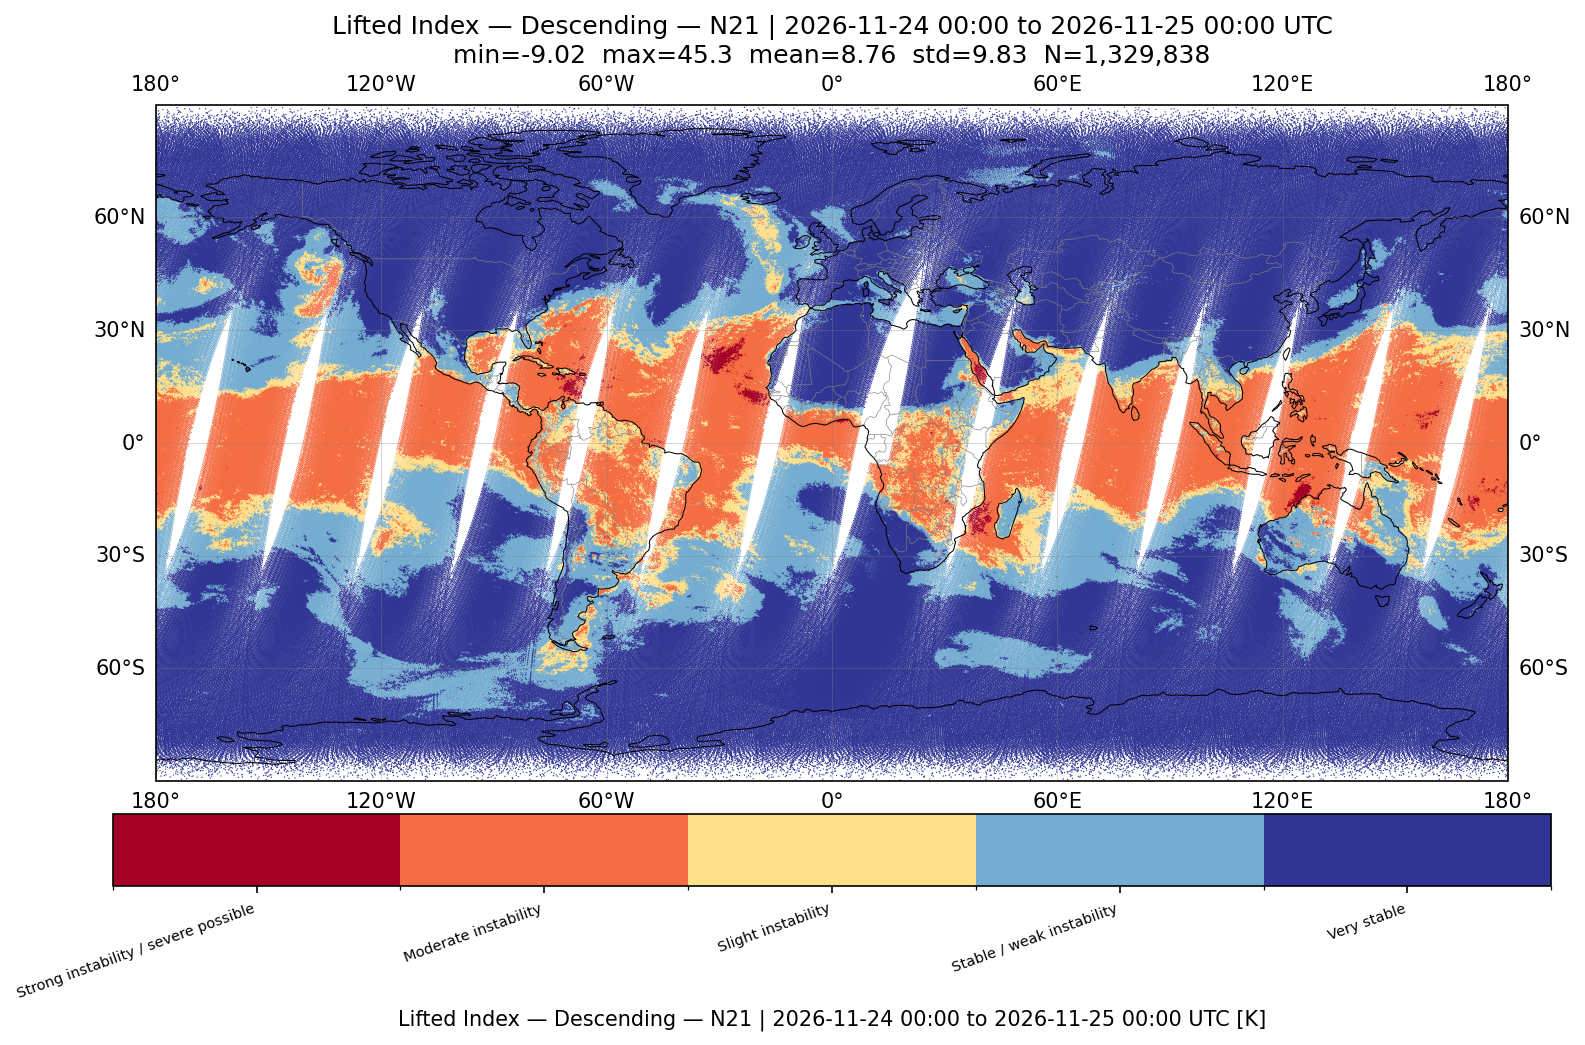 Lifted Index — Descending — N21 | 2026-11-24 00:00 to 2026-11-25 00:00 UTC
min=-9.02  max=45.3  mean=8.76  std=9.83  N=1,329,838
180° 120°W 60°W 0° 60°E 120°E 180°
60°N 60°N
30°N 30°N
0° 0°
30°S 30°S
60°S 60°S
180° 120°W 60°W 0° 60°E 120°E 180°
Strong instability / severe possible
Moderate instability
Slight instability
Stable / weak instability
Very stable
Lifted Index — Descending — N21 | 2026-11-24 00:00 to 2026-11-25 00:00 UTC [K]